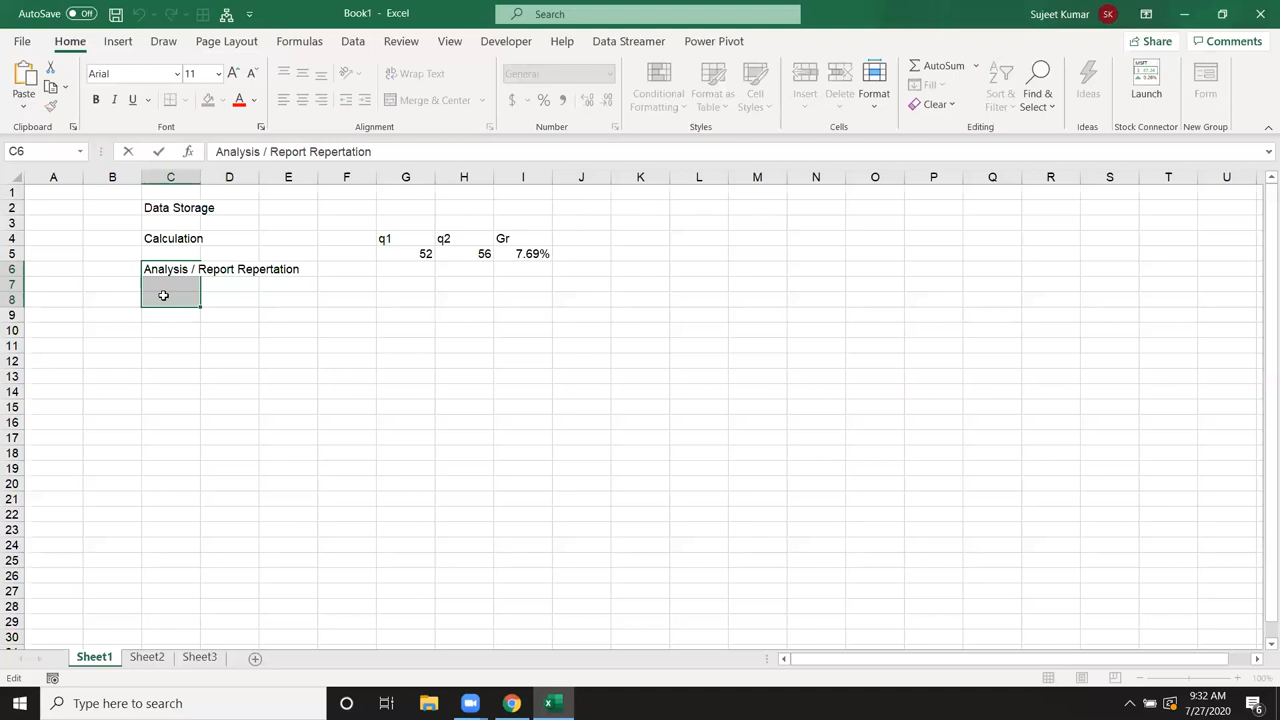 AutoSave Off Book1 - Excel Search Sujeet Kumar SK
File Home Insert Draw Page Layout Formulas Data Review View Developer Help Data Streamer Power Pivot Share Comments
Paste Arial 11 A A Wrap Text General Conditional Formatting Format as Table Cell Styles Insert Delete Format AutoSum Fill Clear Sort & Filter Find & Select Ideas Launch Form
B I U A Merge & Center $ %
Clipboard Font Alignment Number Styles Cells Editing Ideas Stock Connector New Group
C6 fx Analysis / Report Repertation
A B C D E F G H I J K L M N O P Q R S T U
1
2 Data Storage
3
4 Calculation q1 q2 Gr
5 52 56 7.69%
6 Analysis / Report Repertation
7
8
9
10
11
12
13
14
15
16
17
18
19
20
21
22
23
24
25
26
27
28
29
30
Sheet1 Sheet2 Sheet3
Edit 100%
Type here to search 9:32 AM
7/27/2020 6